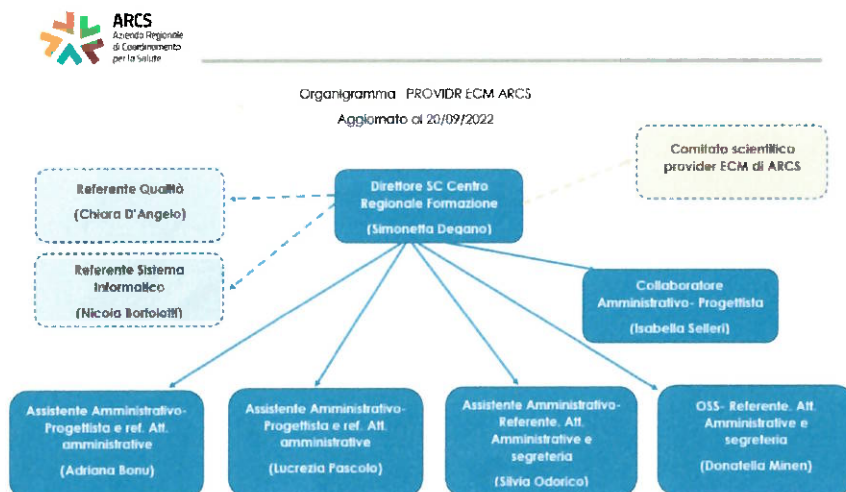 ARCS
Azienda Regionale
di Coordinamento
per la Salute
Organigramma PROVIDR ECM ARCS
Aggiornato al 20/09/2022
Comitato scientifico
provider ECM di ARCS
Referente Qualità
(Chiara D'Angelo)
Direttore SC Centro
Regionale Formazione
(Simonetta Degano)
Referente Sistema
Informatico
(Nicola Bortolotti)
Collaboratore
Amministrativo- Progettista
(Isabella Selleri)
Assistente Amministrativo-
Progettista e ref. Att.
amministrative
(Adriana Bonu)
Assistente Amministrativo-
Progettista e ref. Att.
amministrative
(Lucrezia Pascolo)
Assistente Amministrativo-
Referente. Att.
Amministrative e
segreteria
(Silvia Odorico)
OSS- Referente. Att.
Amministrative e
segreteria
(Donatella Minen)